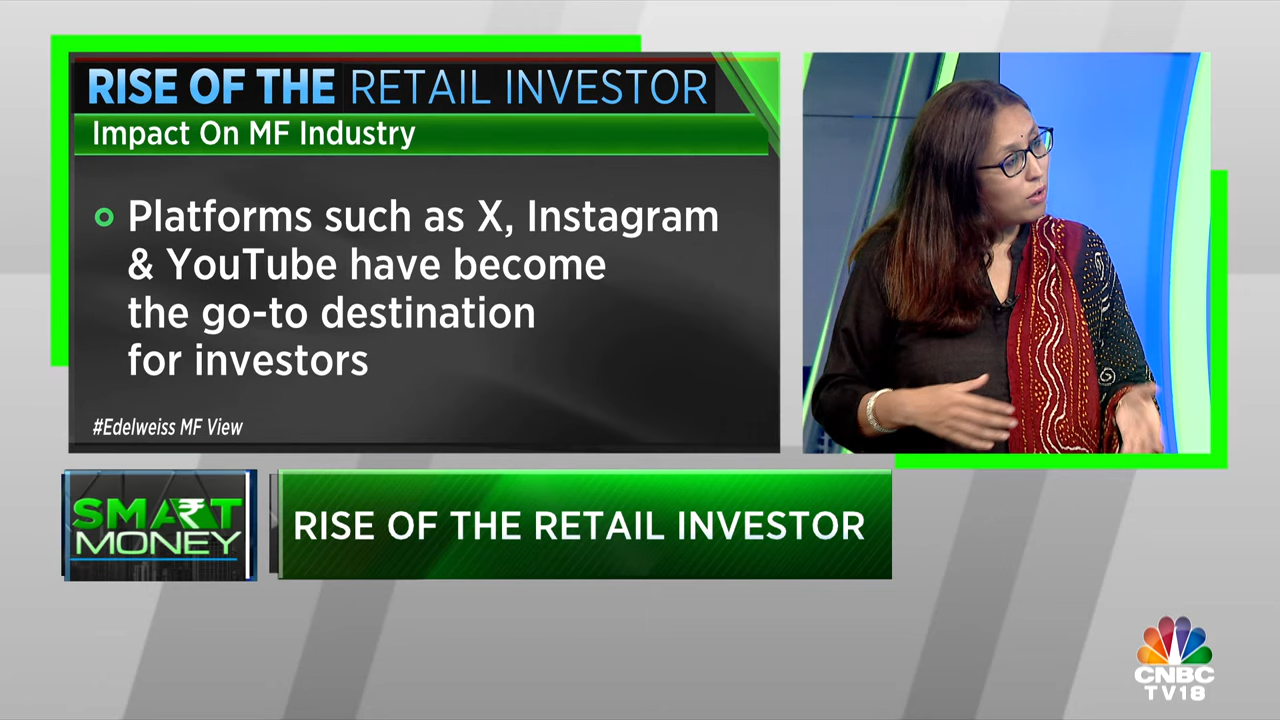 RISE OF THE RETAIL INVESTOR
Impact On MF Industry
Platforms such as X, Instagram
& YouTube have become
the go-to destination
for investors
#Edelweiss MF View
SMART
MONEY
RISE OF THE RETAIL INVESTOR
CNBC
TV18